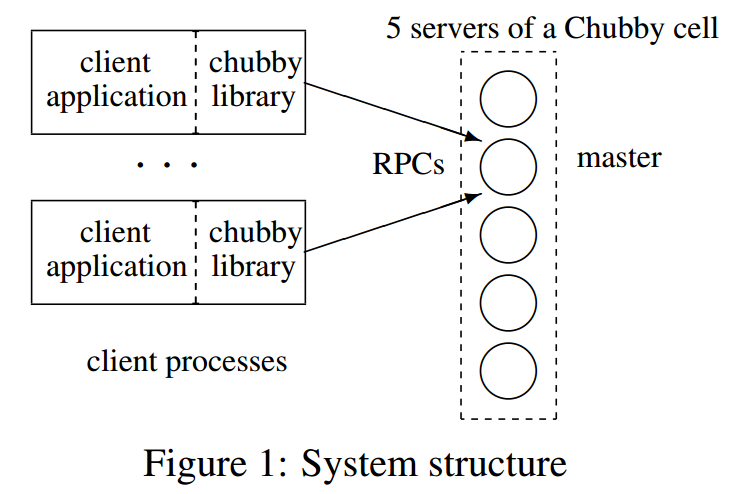 5 servers of a Chubby cell
client
application
chubby
library
. . .
RPCs
master
client
application
chubby
library
client processes
Figure 1: System structure